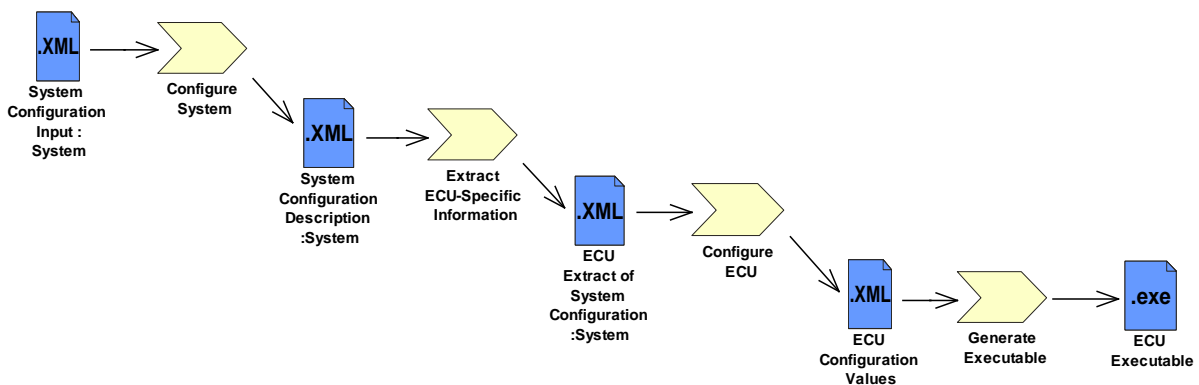 .XML
System
Configuration
Input :
System
Configure
System
.XML
System
Configuration
Description
:System
Extract
ECU-Specific
Information
.XML
ECU
Extract of
System
Configuration
:System
Configure
ECU
.XML
ECU
Configuration
Values
Generate
Executable
.exe
ECU
Executable